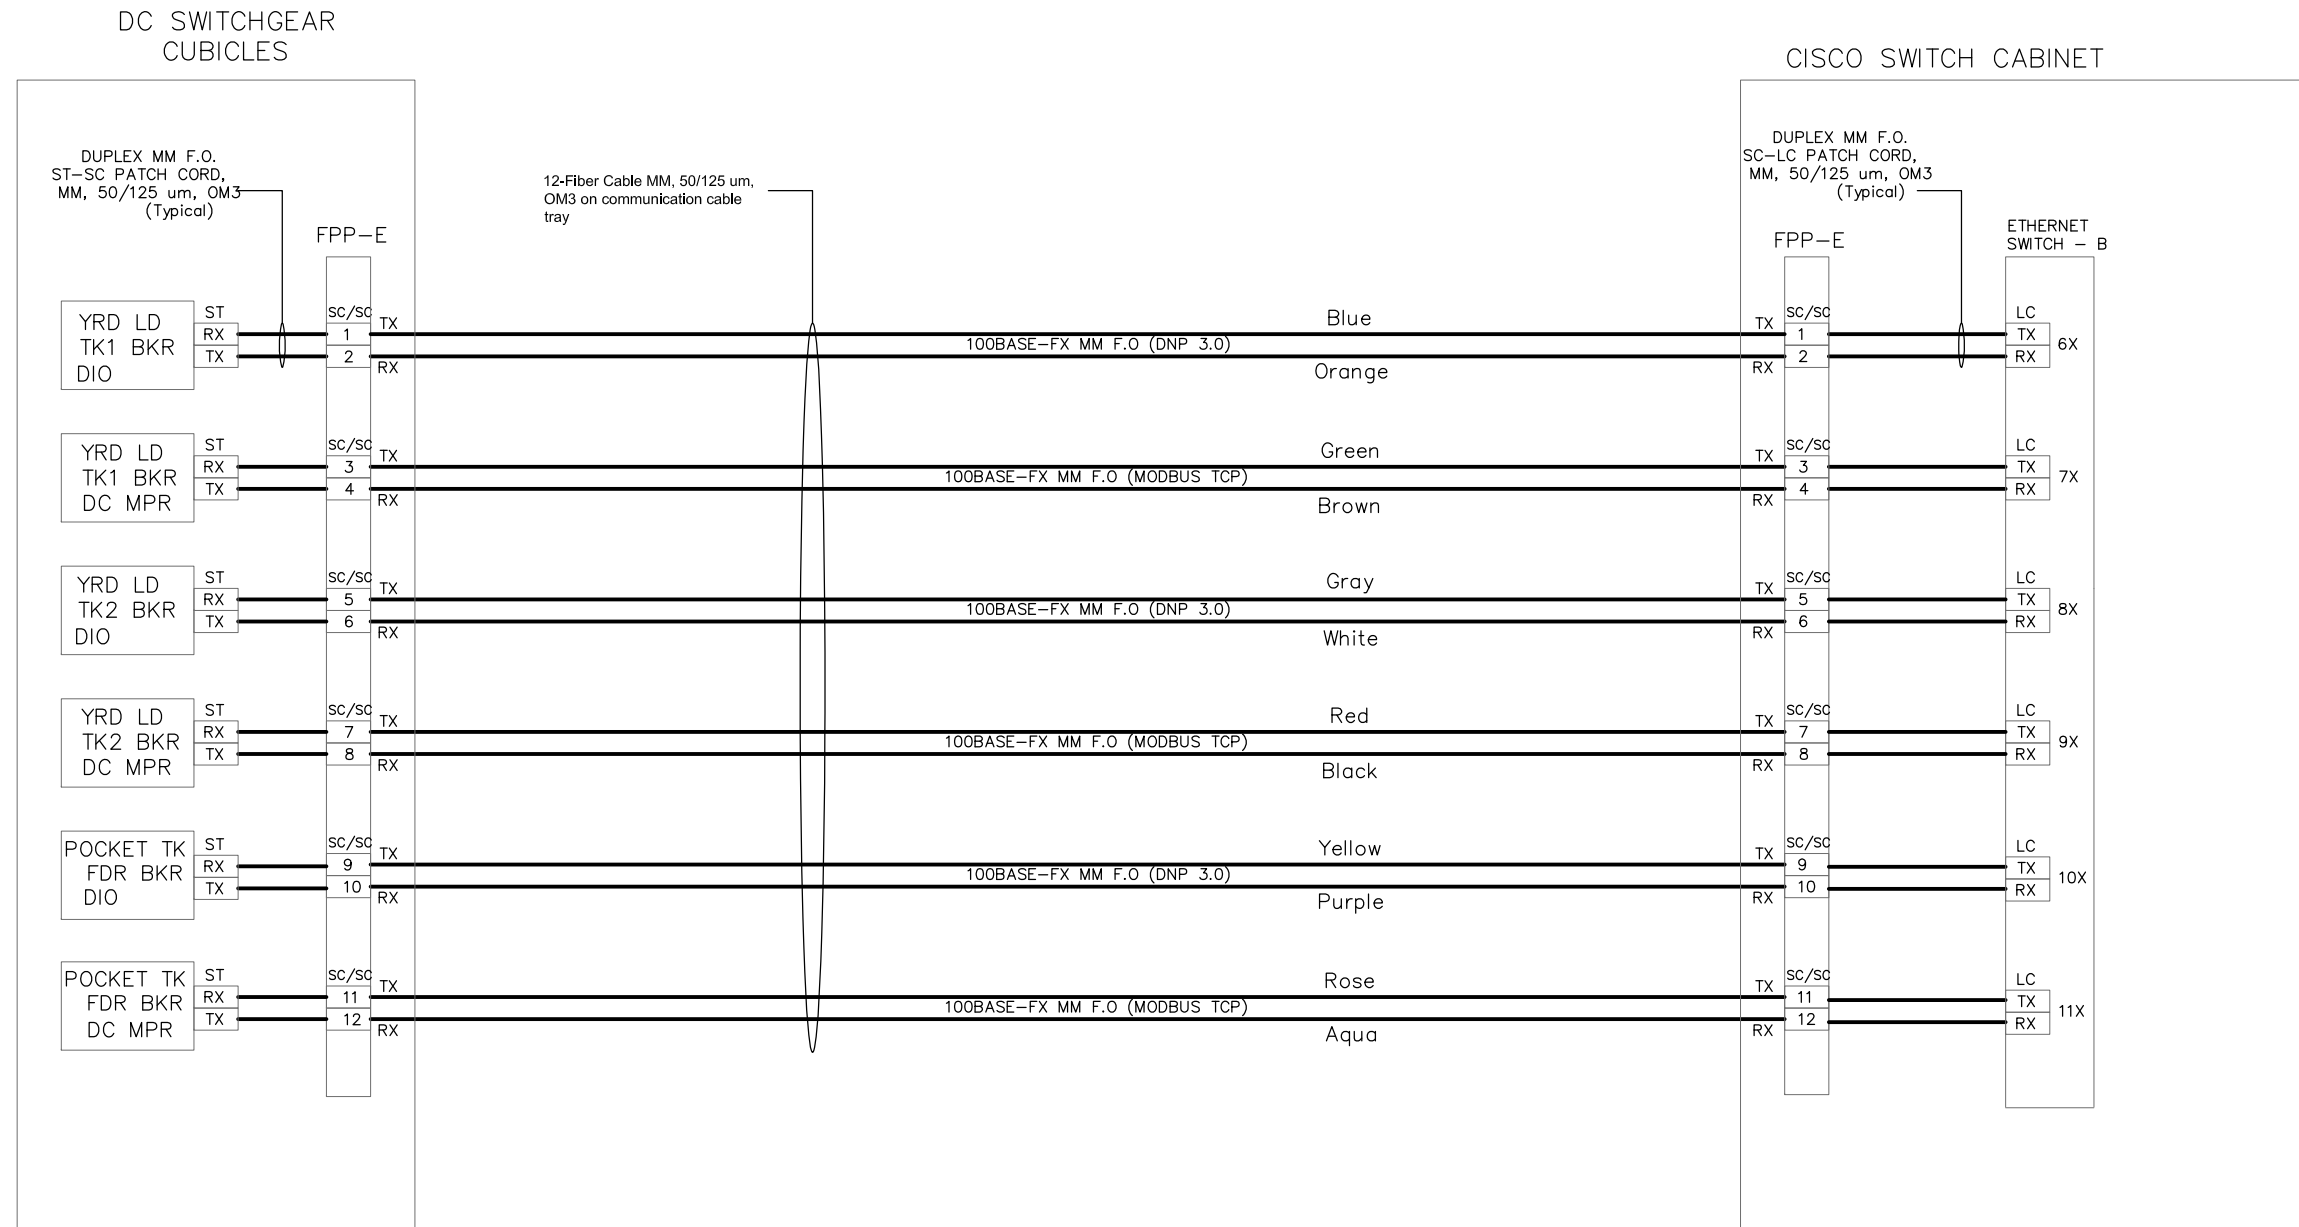 DC SWITCHGEAR
CUBICLES
CISCO SWITCH CABINET
DUPLEX MM F.O.
ST-SC PATCH CORD,
MM, 50/125 um, OM3
(Typical)
12-Fiber Cable MM, 50/125 um,
OM3 on communication cable
tray
DUPLEX MM F.O.
SC-LC PATCH CORD,
MM, 50/125 um, OM3
(Typical)
FPP-E
FPP-E
ETHERNET
SWITCH - B
YRD LD
TK1 BKR
DIO
ST
RX
TX
SC/SC
1
2
TX
RX
Blue
100BASE-FX MM F.O (DNP 3.0)
Orange
TX
RX
SC/SC
1
2
LC
TX
RX
6X
YRD LD
TK1 BKR
DC MPR
ST
RX
TX
SC/SC
3
4
TX
RX
Green
100BASE-FX MM F.O (MODBUS TCP)
Brown
TX
RX
SC/SC
3
4
LC
TX
RX
7X
YRD LD
TK2 BKR
DIO
ST
RX
TX
SC/SC
5
6
TX
RX
Gray
100BASE-FX MM F.O (DNP 3.0)
White
TX
RX
SC/SC
5
6
LC
TX
RX
8X
YRD LD
TK2 BKR
DC MPR
ST
RX
TX
SC/SC
7
8
TX
RX
Red
100BASE-FX MM F.O (MODBUS TCP)
Black
TX
RX
SC/SC
7
8
LC
TX
RX
9X
POCKET TK
FDR BKR
DIO
ST
RX
TX
SC/SC
9
10
TX
RX
Yellow
100BASE-FX MM F.O (DNP 3.0)
Purple
TX
RX
SC/SC
9
10
LC
TX
RX
10X
POCKET TK
FDR BKR
DC MPR
ST
RX
TX
SC/SC
11
12
TX
RX
Rose
100BASE-FX MM F.O (MODBUS TCP)
Aqua
TX
RX
SC/SC
11
12
LC
TX
RX
11X